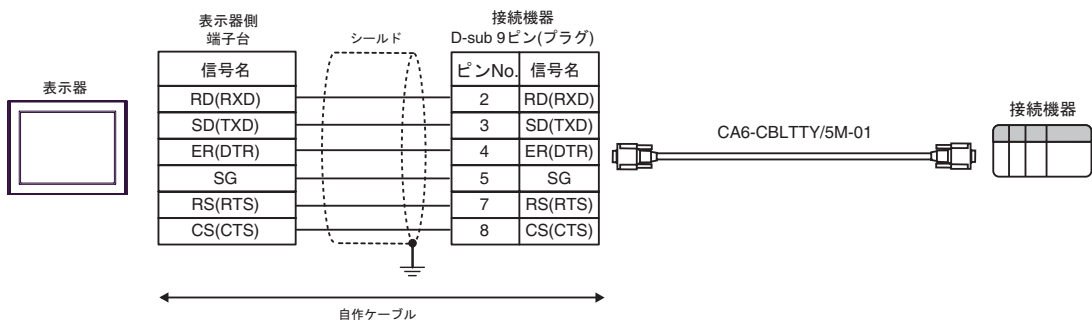 表示器
表示器側
端子台
シールド
接続機器
D-sub 9ピン(プラグ)
信号名
ピンNo.
信号名
RD(RXD)
2
RD(RXD)
SD(TXD)
3
SD(TXD)
ER(DTR)
4
ER(DTR)
SG
5
SG
RS(RTS)
7
RS(RTS)
CS(CTS)
8
CS(CTS)
自作ケーブル
CA6-CBLTTY/5M-01
接続機器